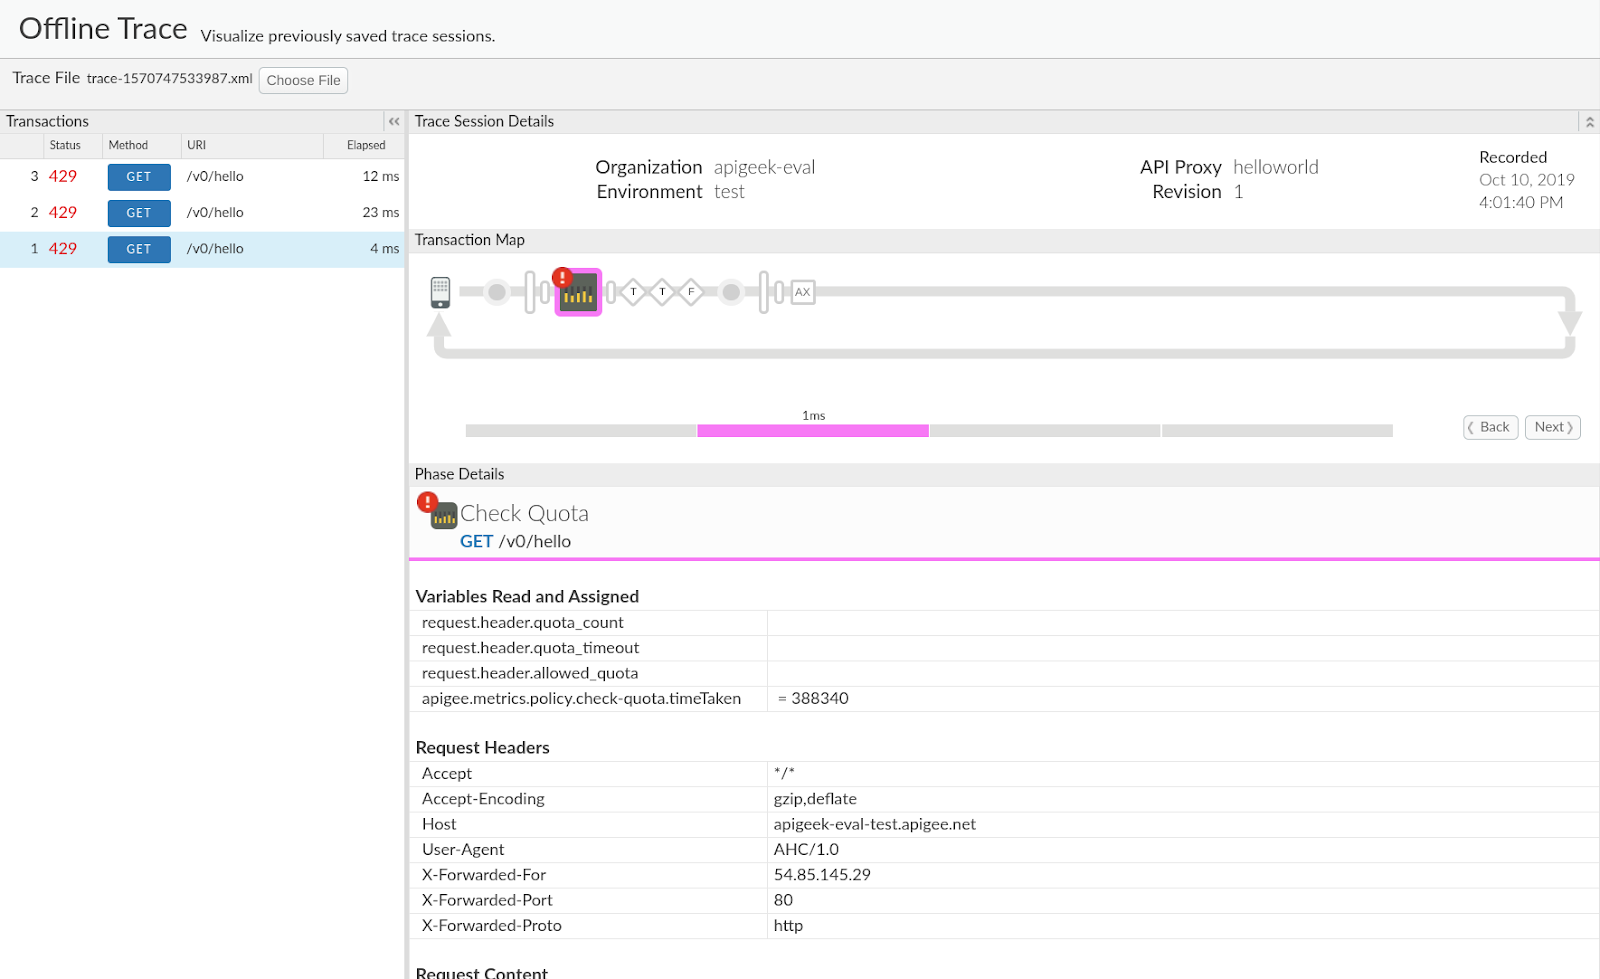 Offline Trace Visualize previously saved trace sessions.
Trace File trace-1570747533987.xml Choose File
Transactions
Status Method URI Elapsed
3 429 GET /v0/hello 12 ms
2 429 GET /v0/hello 23 ms
1 429 GET /v0/hello 4 ms
Trace Session Details
Organization apigeek-eval
Environment test
API Proxy helloworld
Revision 1
Recorded
Oct 10, 2019
4:01:40 PM
Transaction Map
! T T F AX
1ms
Back Next
Phase Details
! Check Quota
GET /v0/hello
Variables Read and Assigned
request.header.quota_count
request.header.quota_timeout
request.header.allowed_quota
apigee.metrics.policy.check-quota.timeTaken = 388340
Request Headers
Accept */*
Accept-Encoding gzip,deflate
Host apigeek-eval-test.apigee.net
User-Agent AHC/1.0
X-Forwarded-For 54.85.145.29
X-Forwarded-Port 80
X-Forwarded-Proto http
Request Content